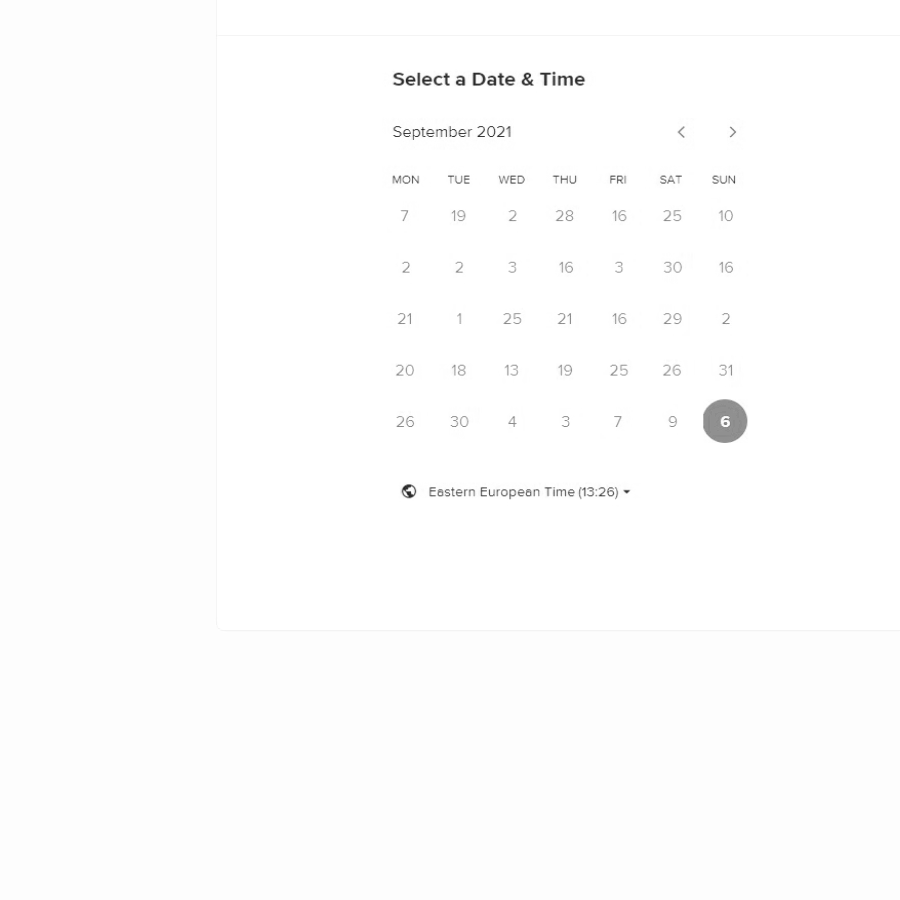 Select a Date & Time
September 2021
MON TUE WED THU FRI SAT SUN
7 19 2 28 16 25 10
2 2 3 16 3 30 16
21 1 25 21 16 29 2
20 18 13 19 25 26 31
26 30 4 3 7 9 6
Eastern European Time (13:26)